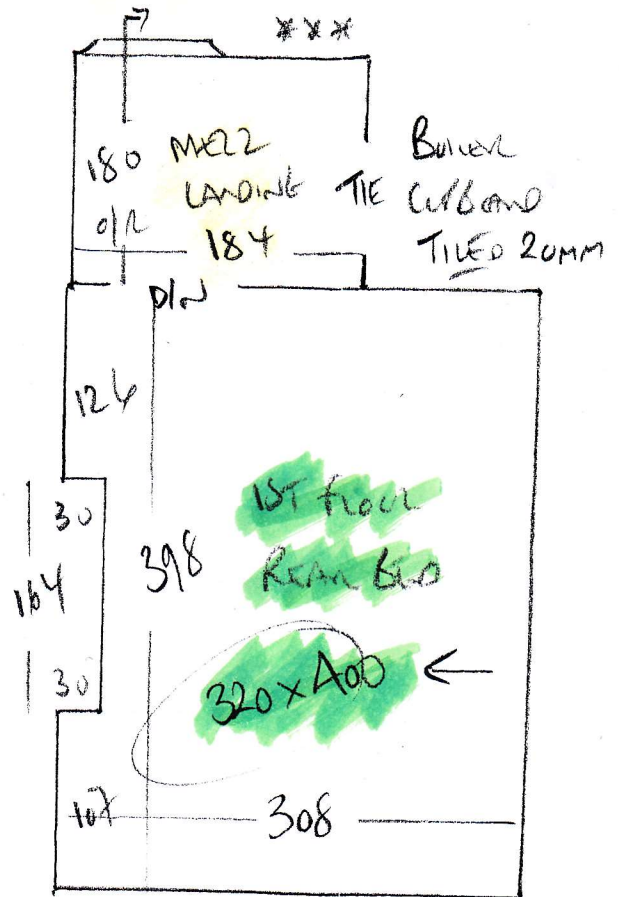 ***
180
MEZZ
LANDING
O/R
184
TIE
BOILER
CUPBOARD
TILED 20MM
D/N
126
30
164
30
398
1ST FLOOR
REAR BED
320 x 400
107
308